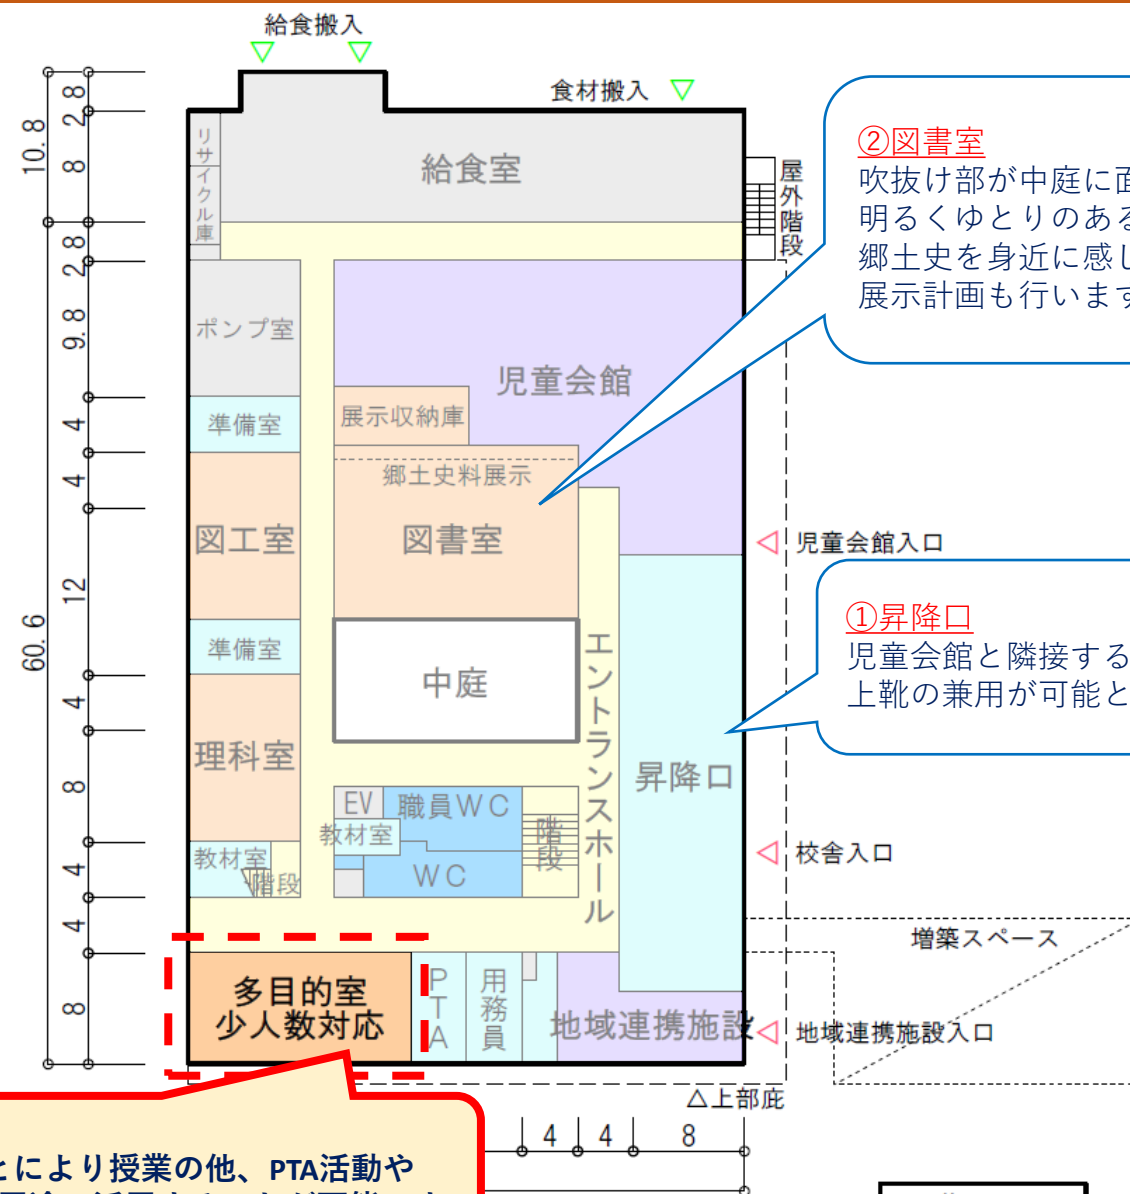 給食搬入
食材搬入
2.8
8
10.8
2.8
9.8
4
4
12
4
8
4
4
8
60.6
リサイクル庫
給食室
屋外階段
ポンプ室
準備室
図工室
準備室
理科室
教材室
階段
児童会館
展示収納庫
郷土史料展示
図書室
中庭
エントランスホール
昇降口
EV
職員WC
教材室
WC
階段
多目的室
少人数対応
PTA
用務員
地域連携施設
②図書室
吹抜け部が中庭に面
明るくゆとりのある
郷土史を身近に感じ
展示計画も行います
児童会館入口
①昇降口
児童会館と隣接する
上靴の兼用が可能と
校舎入口
増築スペース
地域連携施設入口
△上部庇
4
4
8
とにより授業の他、PTA活動や